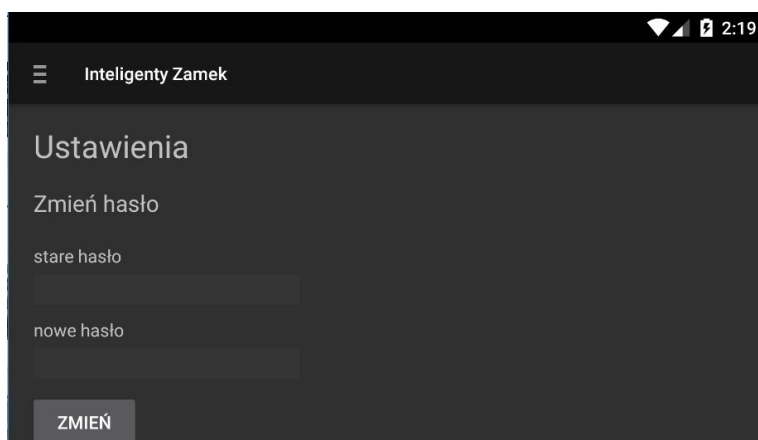 2:19
Inteligenty Zamek
Ustawienia
Zmień hasło
stare hasło
nowe hasło
ZMIEŃ